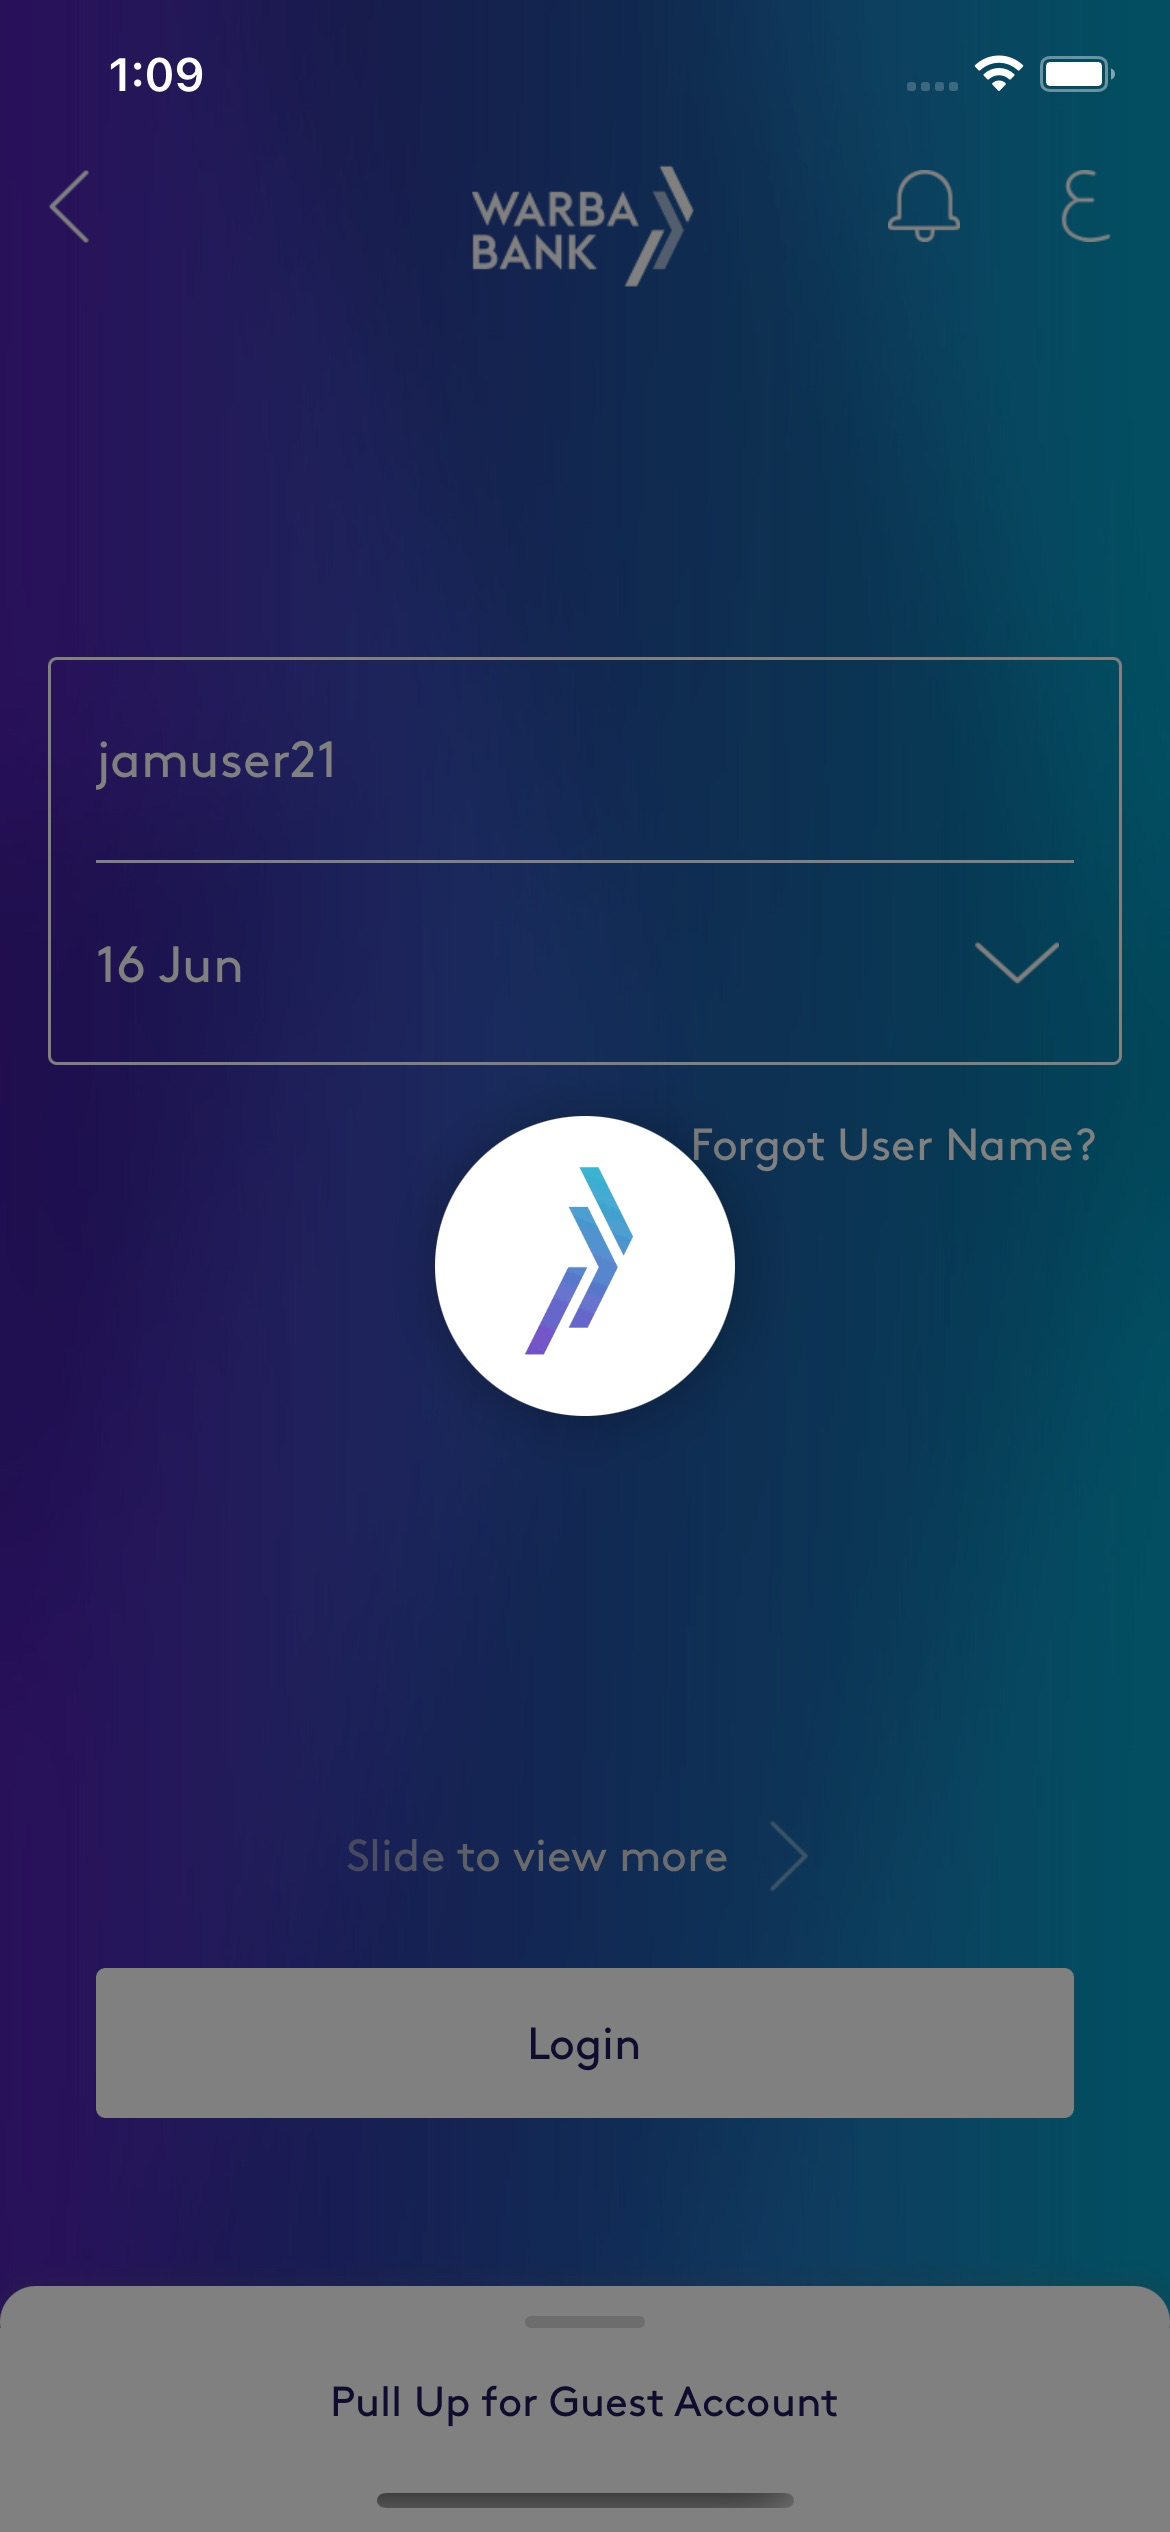 1:09
WARBA
BANK
ع
jamuser21
16 Jun
Forgot User Name?
Slide to view more
Login
Pull Up for Guest Account